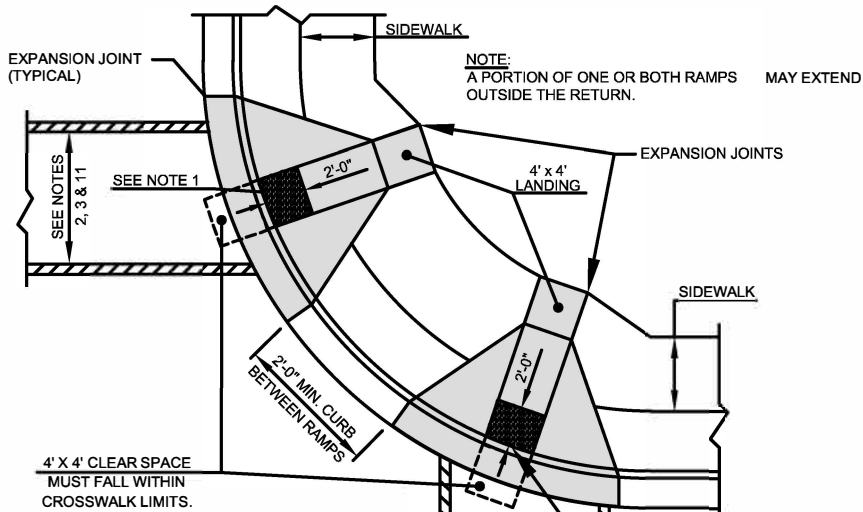 SIDEWALK
EXPANSION JOINT
(TYPICAL)
NOTE:
A PORTION OF ONE OR BOTH RAMPS MAY EXTEND
OUTSIDE THE RETURN.
EXPANSION JOINTS
2'-0"
4' x 4'
LANDING
SEE NOTE 1
SEE NOTES
2, 3 & 11
SIDEWALK
2'-0"
2'-0" MIN. CURB
BETWEEN RAMPS
4' X 4' CLEAR SPACE
MUST FALL WITHIN
CROSSWALK LIMITS.